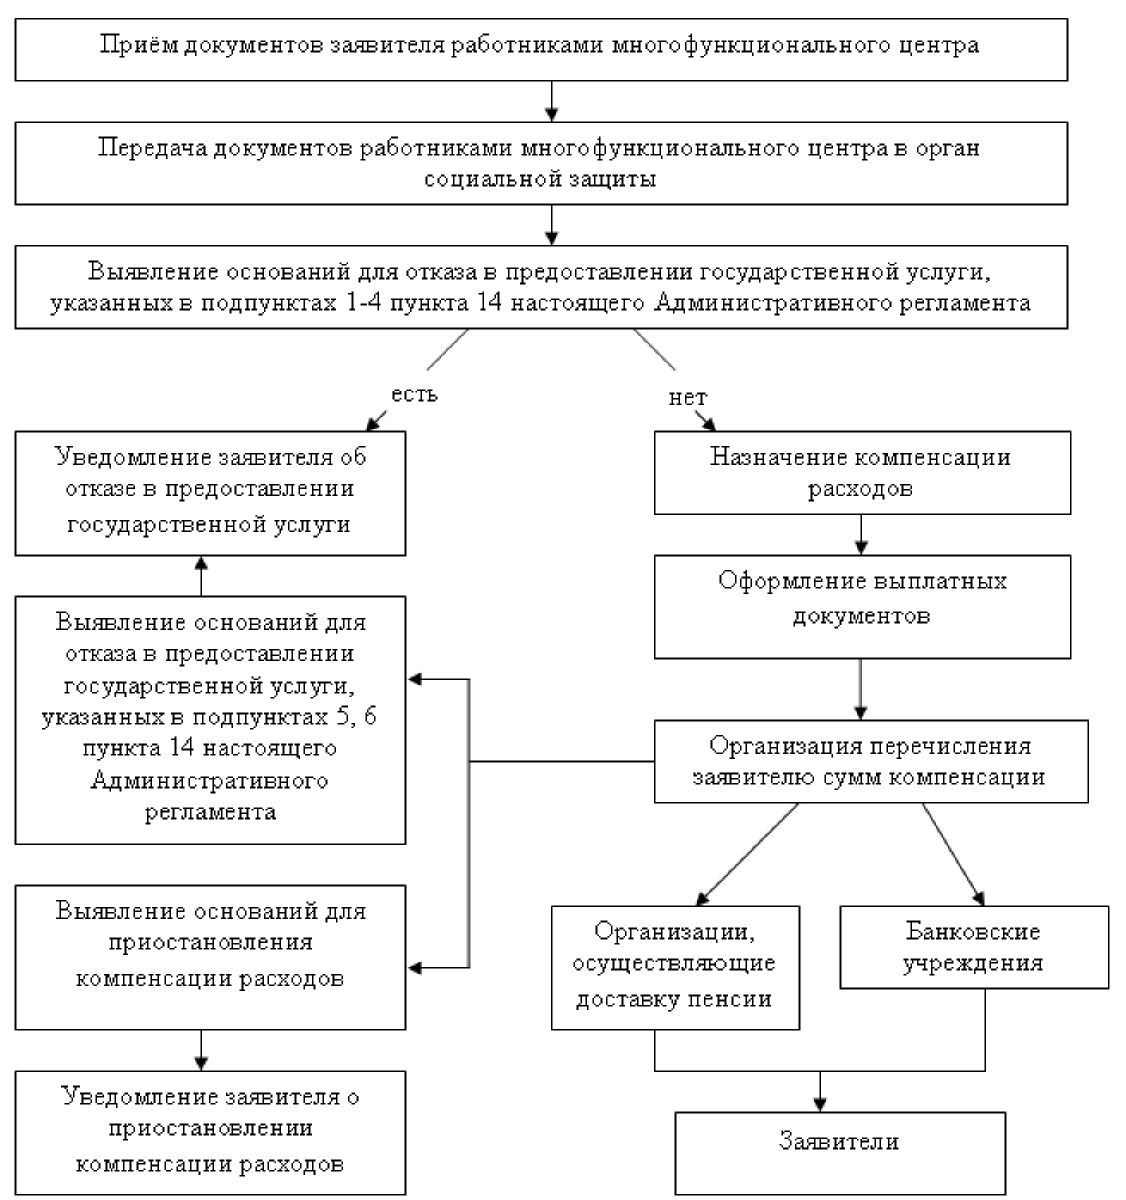 Приём документов заявителя работниками многофункционального центра
Передача документов работниками многофункционального центра в орган
социальной защиты
Выявление оснований для отказа в предоставлении государственной услуги,
указанных в подпунктах 1-4 пункта 14 настоящего Административного регламента
есть
нет
Уведомление заявителя об
отказе в предоставлении
государственной услуги
Назначение компенсации
расходов
Оформление выплатных
документов
Выявление оснований для
отказа в предоставлении
государственной услуги,
указанных в подпунктах 5, 6
пункта 14 настоящего
Административного
регламента
Организация перечисления
заявителю сумм компенсации
Выявление оснований для
приостановления
компенсации расходов
Организации,
осуществляющие
доставку пенсии
Банковские
учреждения
Уведомление заявителя о
приостановлении
компенсации расходов
Заявители